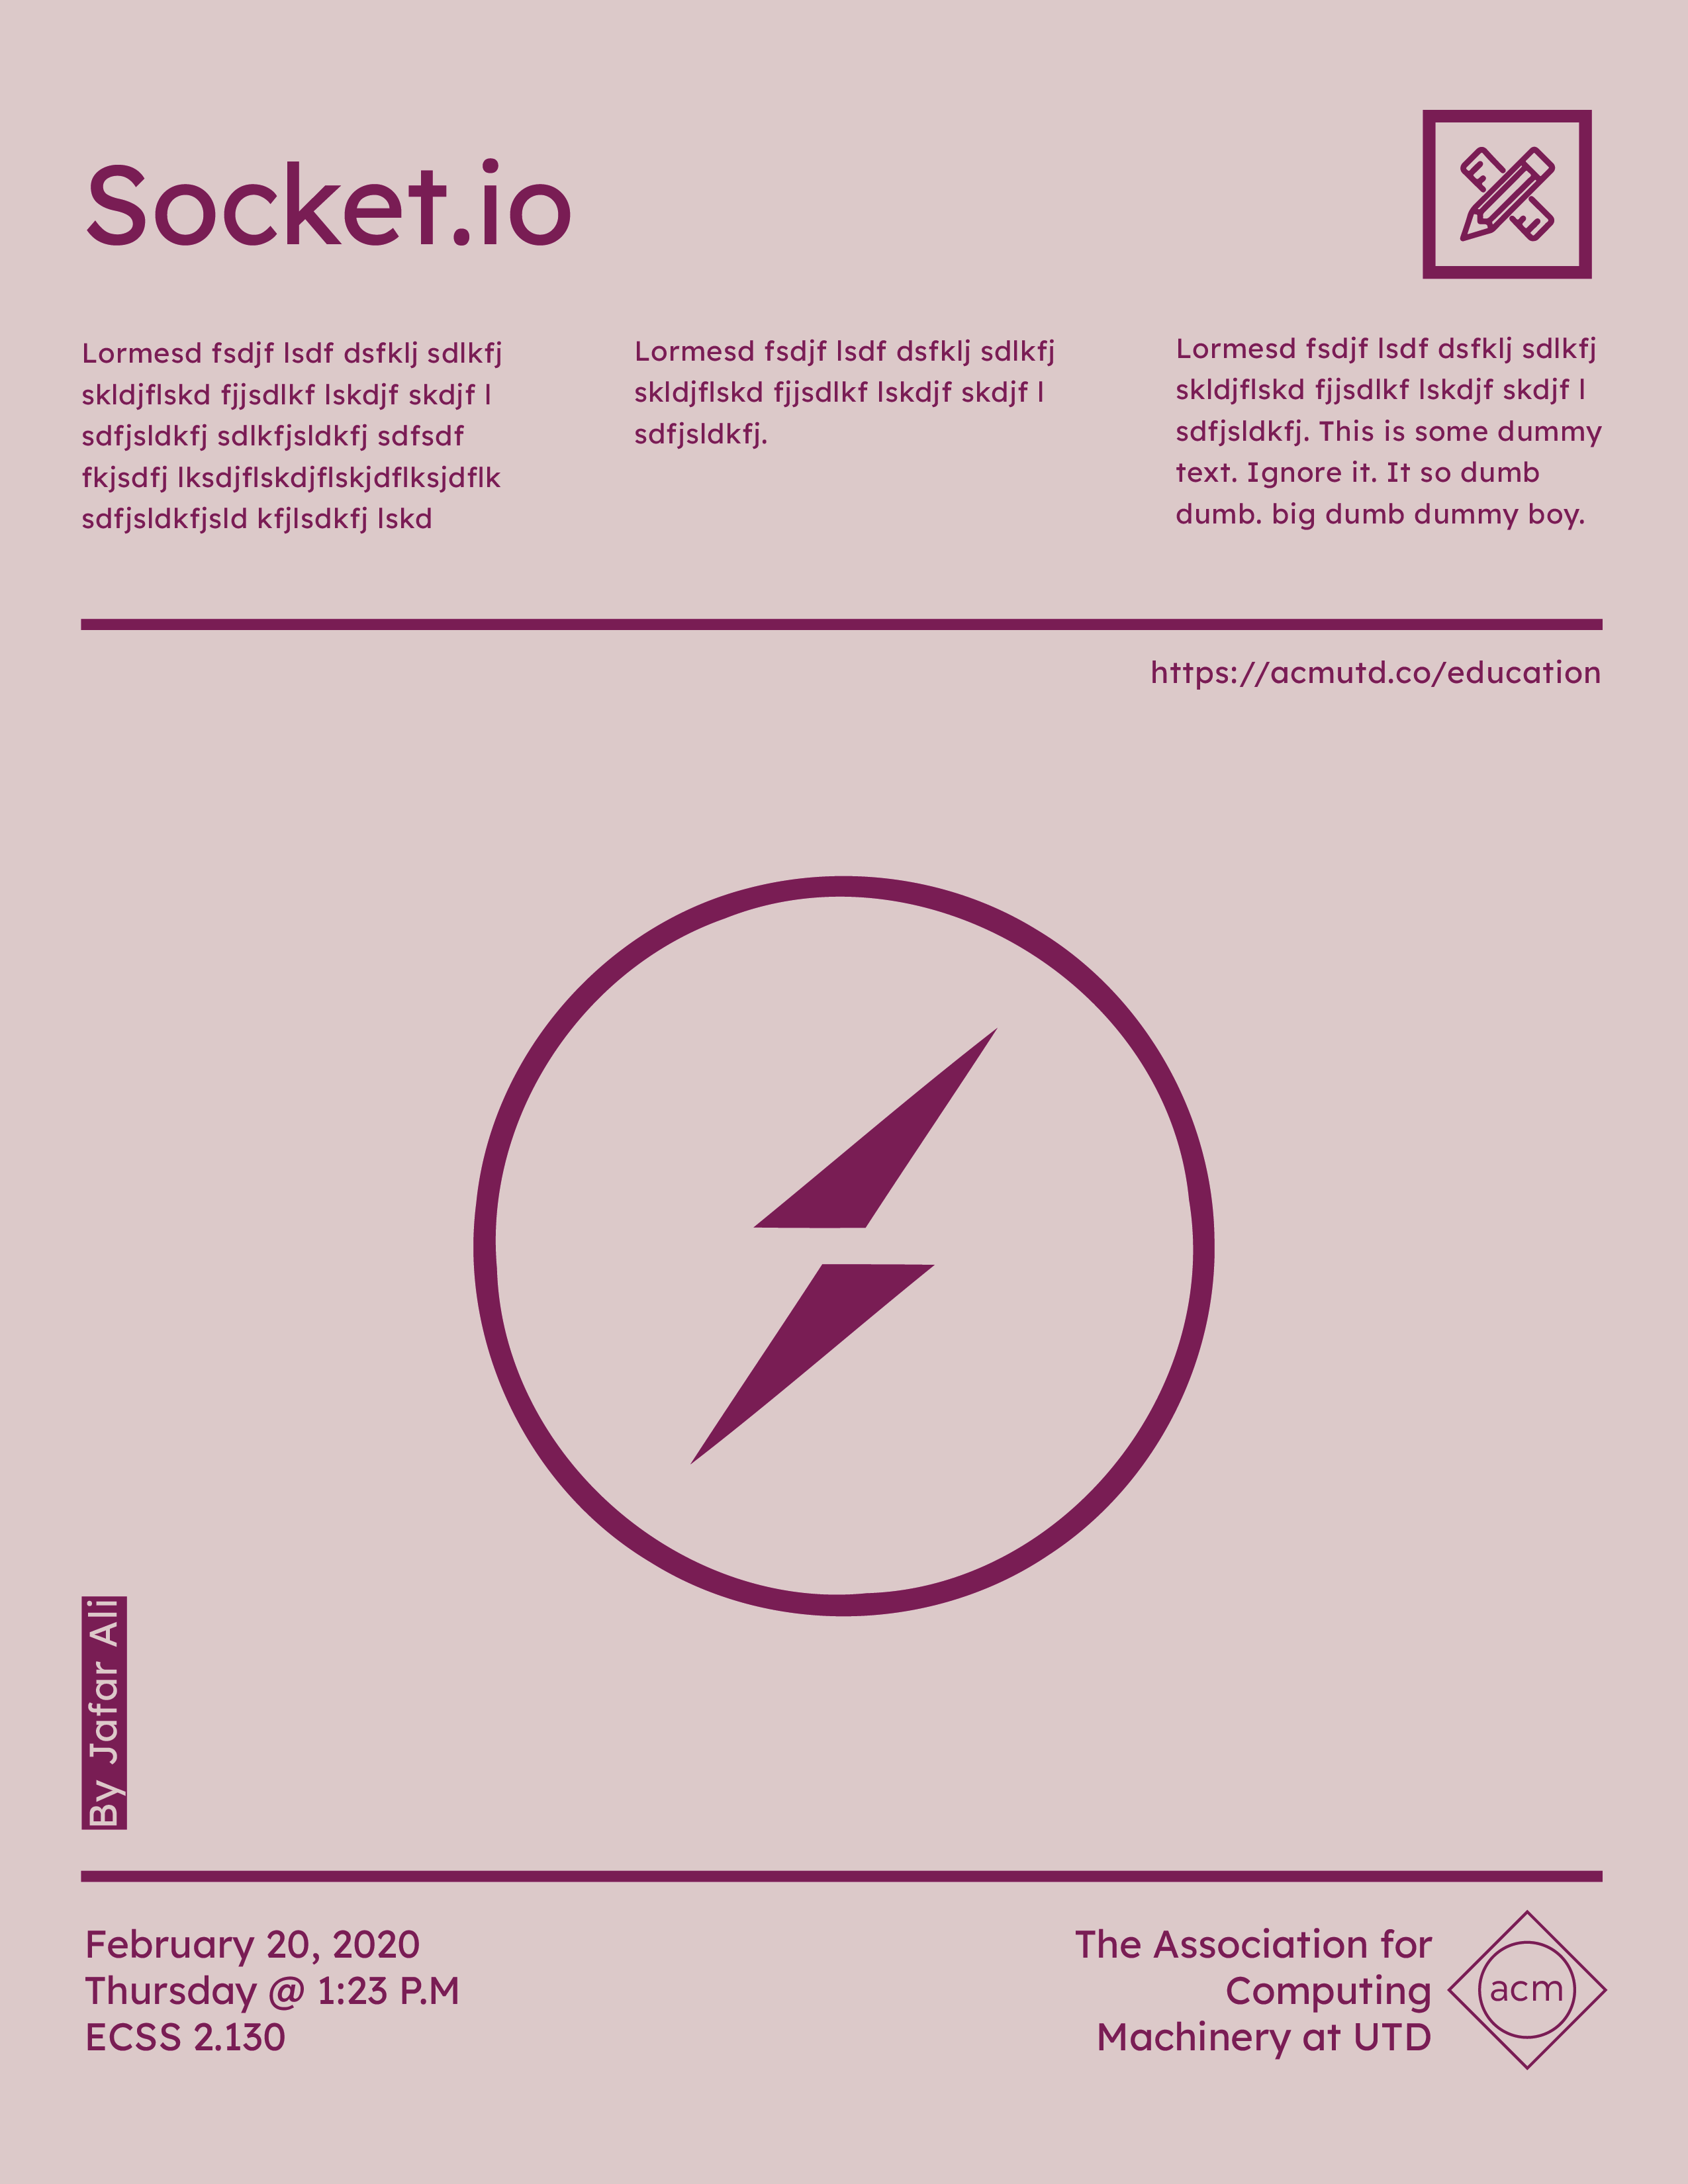 Socket.io
Lormesd fsdjf lsdf dsfklj sdlkfj
skldjflskd fjjsdlkf lskdjf skdjf l
sdfjsldkfj sdlkfjsldkfj sdfsdf
fkjsdfj lksdjflskdjflskjdflksjdflk
sdfjsldkfjsld kfjlsdkfj lskd
Lormesd fsdjf lsdf dsfklj sdlkfj
skldjflskd fjjsdlkf lskdjf skdjf l
sdfjsldkfj.
Lormesd fsdjf lsdf dsfklj sdlkfj
skldjflskd fjjsdlkf lskdjf skdjf l
sdfjsldkfj. This is some dummy
text. Ignore it. It so dumb
dumb. big dumb dummy boy.
https://acmutd.co/education
By Jafar Ali
February 20, 2020
Thursday @ 1:23 P.M
ECSS 2.130
The Association for
Computing
Machinery at UTD
acm